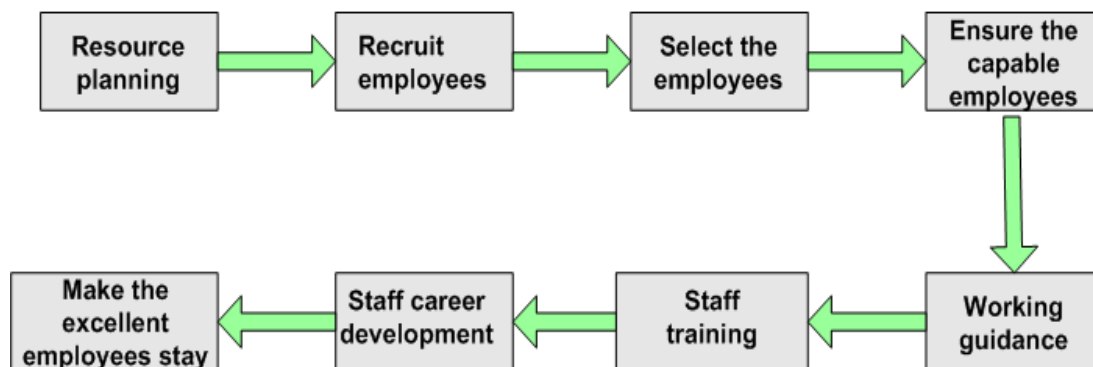 Resource
planning
Recruit
employees
Select the
employees
Ensure the
capable
employees
Working
guidance
Staff
training
Staff career
development
Make the
excellent
employees stay